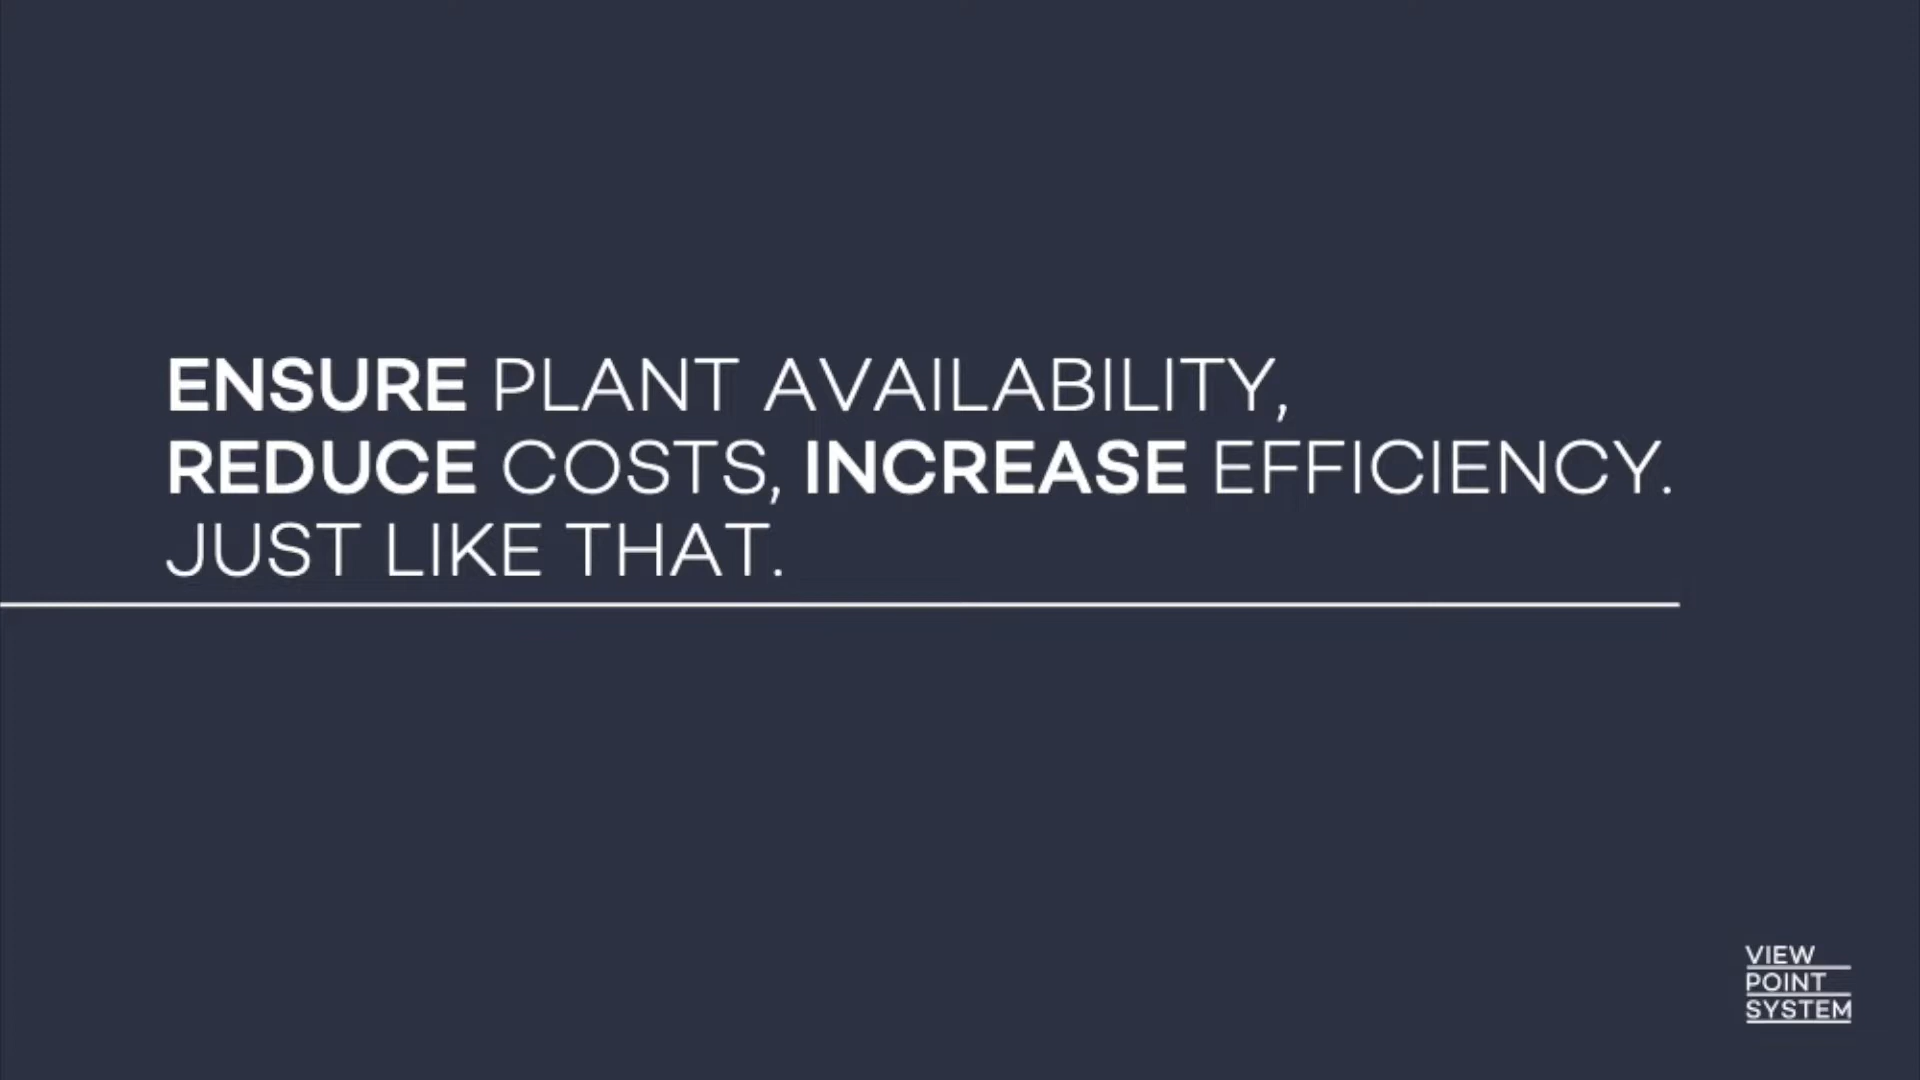 ENSURE PLANT AVAILABILITY,
REDUCE COSTS, INCREASE EFFICIENCY.
JUST LIKE THAT.
VIEW
POINT
SYSTEM